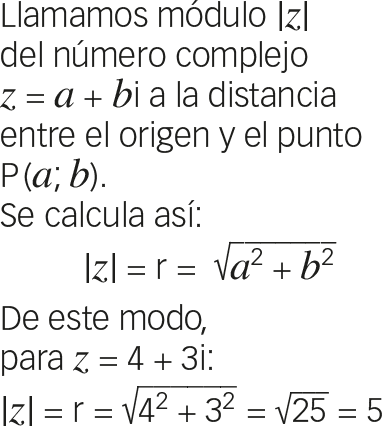 Llamamos módulo |z|
del número complejo
z = a + bi a la distancia
entre el origen y el punto
P(a; b).
Se calcula así:
|z| = r = √(a² + b²)
De este modo,
para z = 4 + 3i:
|z| = r = √(4² + 3²) = √25 = 5